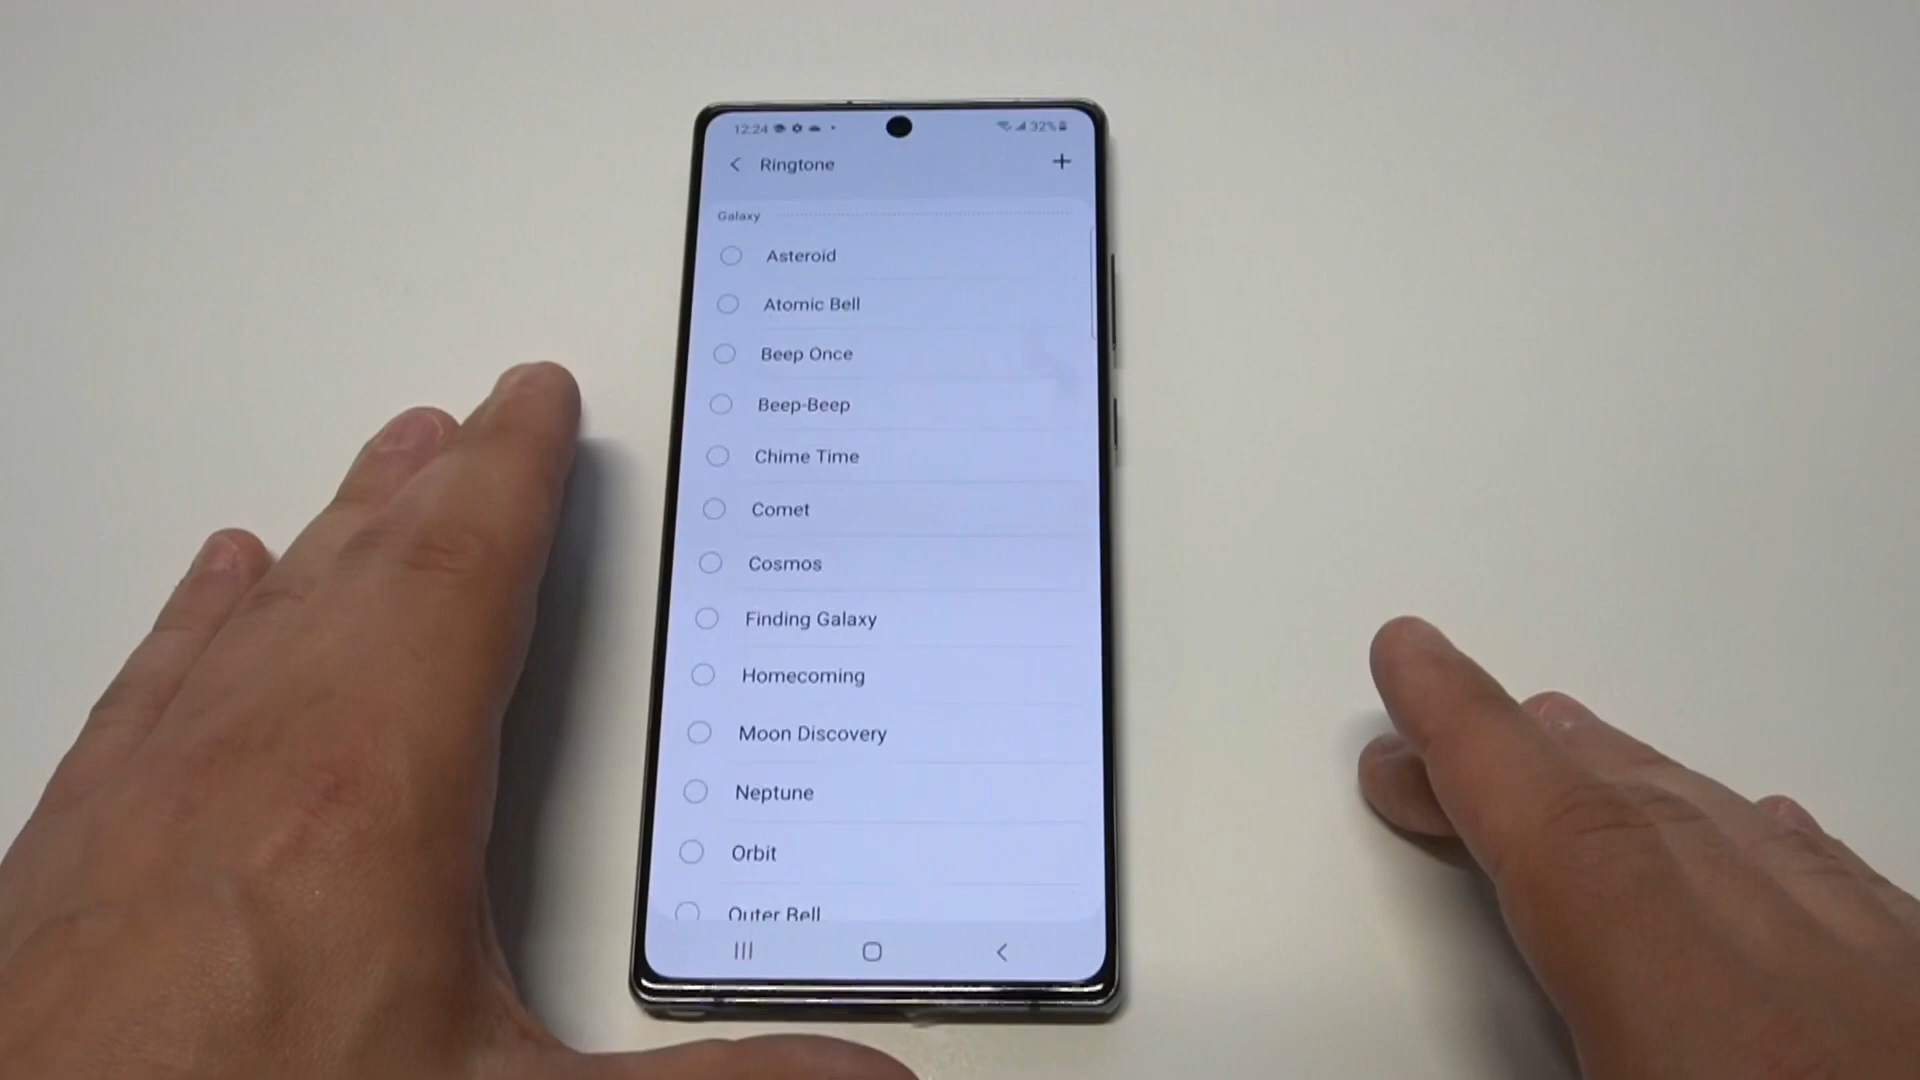 12:24 32%
Ringtone +
Galaxy
Asteroid
Atomic Bell
Beep Once
Beep-Beep
Chime Time
Comet
Cosmos
Finding Galaxy
Homecoming
Moon Discovery
Neptune
Orbit
Outer Bell